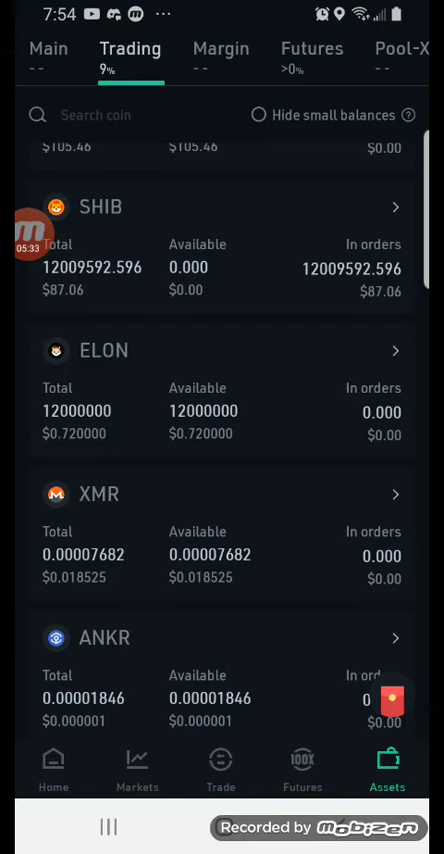 7:54
Main Trading Margin Futures Pool-X
-- 9% -- >0% --
Search coin Hide small balances ?
$105.46 $105.46 $0.00
SHIB
m 05:33
Total Available In orders
12009592.596 0.000 12009592.596
$87.06 $0.00 $87.06
ELON
Total Available In orders
12000000 12000000 0.000
$0.720000 $0.720000 $0.00
XMR
Total Available In orders
0.00007682 0.00007682 0.000
$0.018525 $0.018525 $0.00
ANKR
Total Available In ord
0.00001846 0.00001846 0
$0.000001 $0.000001 $0.00
100X
Home Markets Trade Futures Assets
Recorded by mobizen